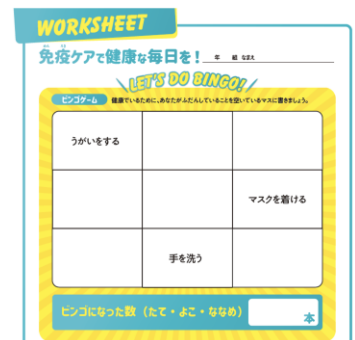 WORKSHEET
免疫ケアで健康な毎日を!
年 組 なまえ
LET'S DO BINGO!
ビンゴゲーム 健康でいるために、あなたがふだんしていることを空いているマスに書きましょう。
うがいをする
マスクを着ける
手を洗う
ビンゴになった数(たて・よこ・ななめ) 本